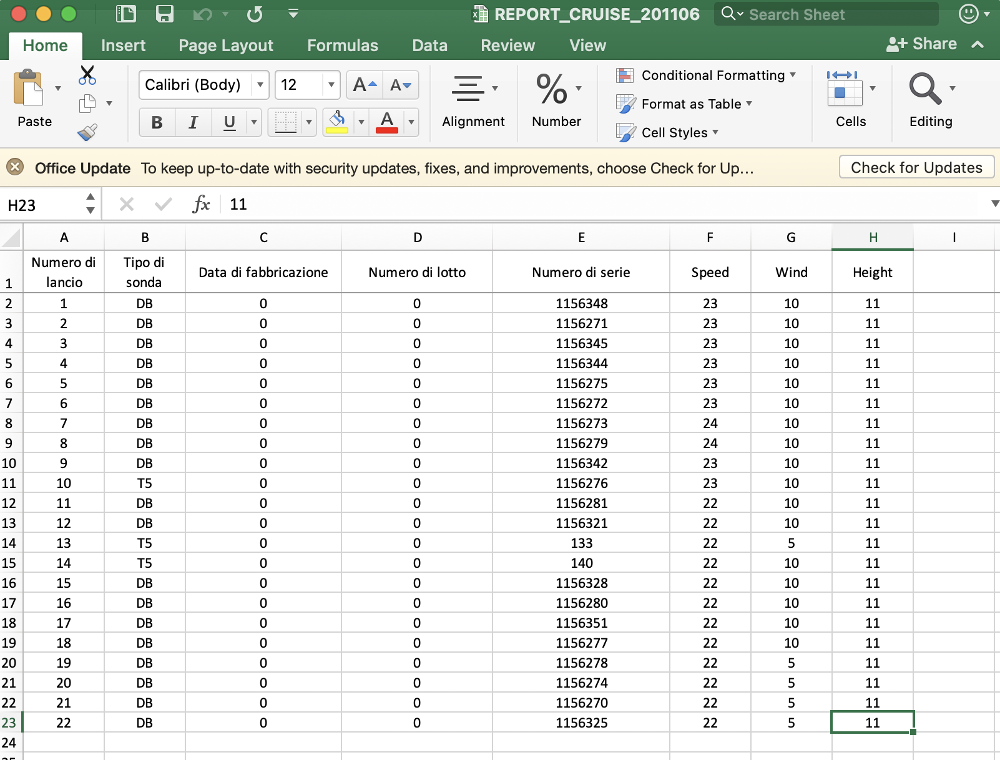 REPORT_CRUISE_201106
Search Sheet
Home Insert Page Layout Formulas Data Review View Share
Paste
Calibri (Body) 12 A A
B I U A
Alignment
% Number
Conditional Formatting
Format as Table
Cell Styles
Cells
Editing
Office Update To keep up-to-date with security updates, fixes, and improvements, choose Check for Up... Check for Updates
H23 fx 11
A B C D E F G H I
1 Numero di lancio Tipo di sonda Data di fabbricazione Numero di lotto Numero di serie Speed Wind Height
2 1 DB 0 0 1156348 23 10 11
3 2 DB 0 0 1156271 23 10 11
4 3 DB 0 0 1156345 23 10 11
5 4 DB 0 0 1156344 23 10 11
6 5 DB 0 0 1156275 23 10 11
7 6 DB 0 0 1156272 23 10 11
8 7 DB 0 0 1156273 24 10 11
9 8 DB 0 0 1156279 24 10 11
10 9 DB 0 0 1156342 23 10 11
11 10 T5 0 0 1156276 23 10 11
12 11 DB 0 0 1156281 22 10 11
13 12 DB 0 0 1156321 22 10 11
14 13 T5 0 0 133 22 5 11
15 14 T5 0 0 140 22 10 11
16 15 DB 0 0 1156328 22 10 11
17 16 DB 0 0 1156280 22 10 11
18 17 DB 0 0 1156351 22 10 11
19 18 DB 0 0 1156277 22 10 11
20 19 DB 0 0 1156278 22 5 11
21 20 DB 0 0 1156274 22 5 11
22 21 DB 0 0 1156270 22 5 11
23 22 DB 0 0 1156325 22 5 11
24